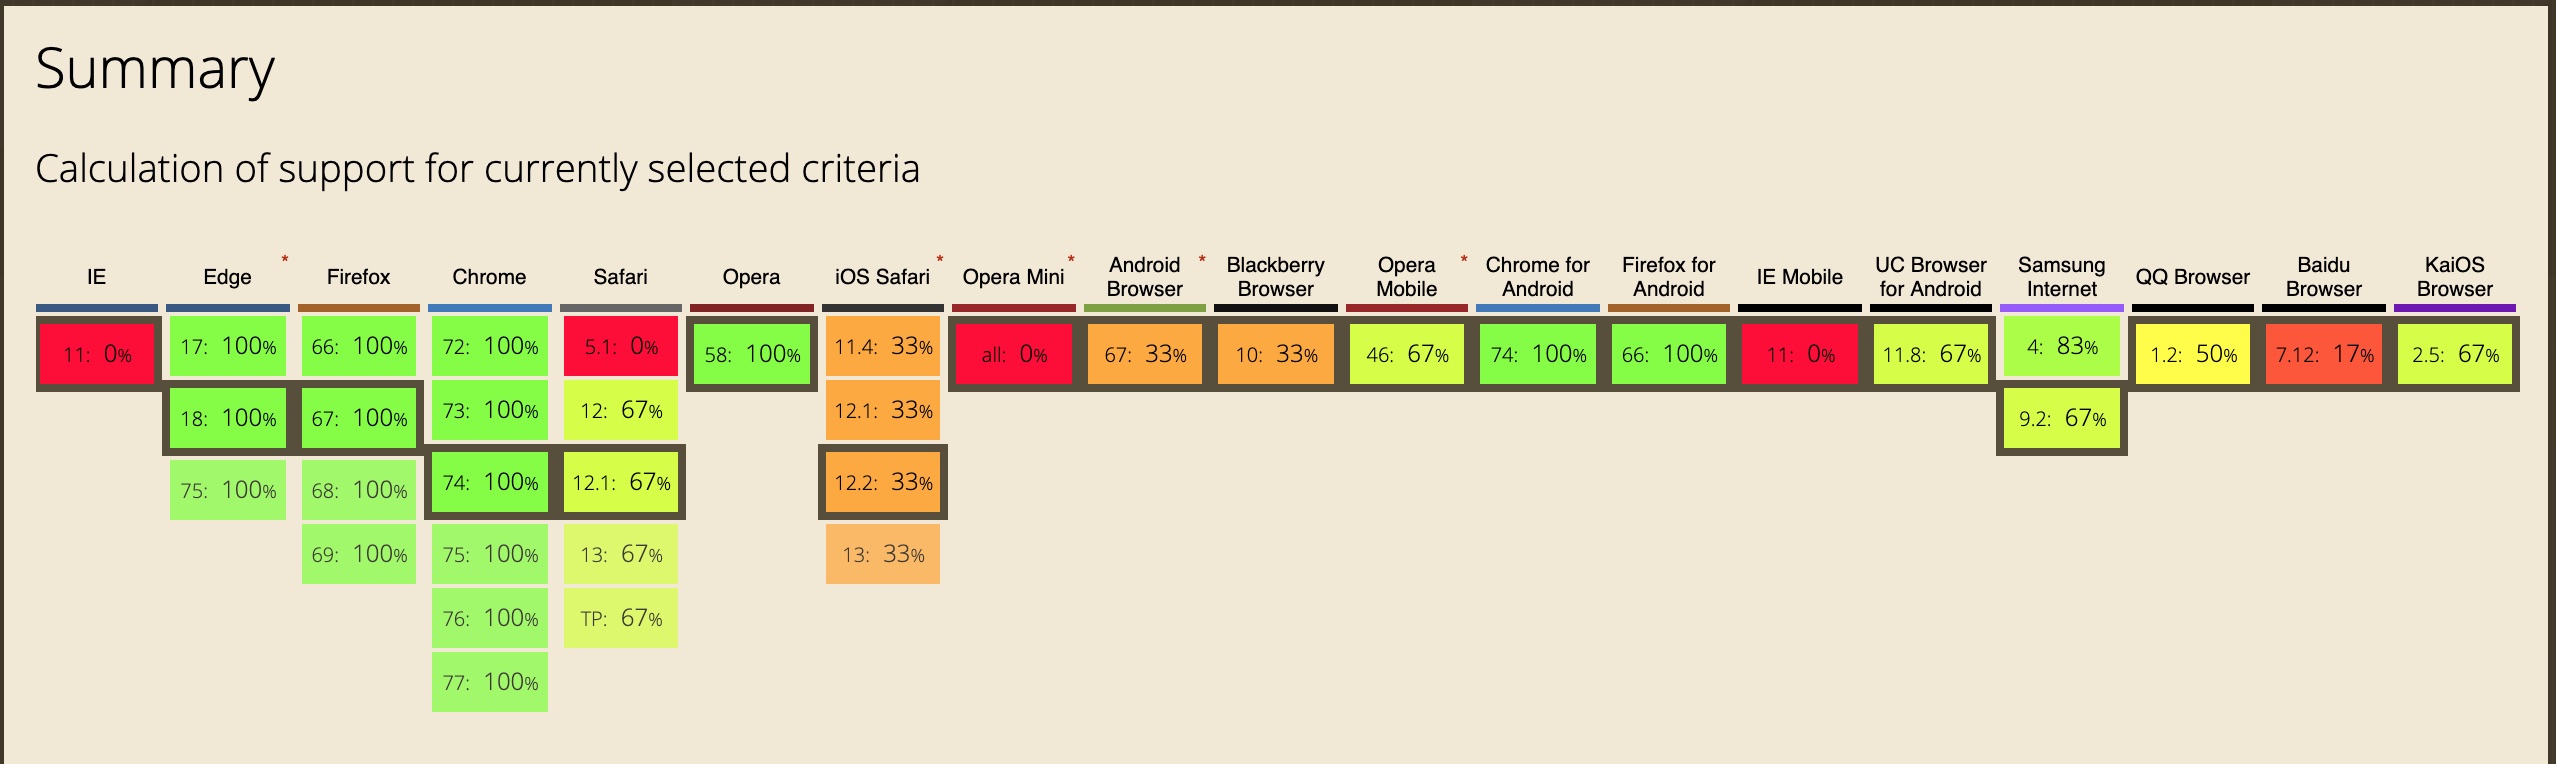 Summary
Calculation of support for currently selected criteria
IE
Edge *
Firefox
Chrome
Safari
Opera
iOS Safari *
Opera Mini *
Android *
Browser
Blackberry
Browser
Opera *
Mobile
Chrome for
Android
Firefox for
Android
IE Mobile
UC Browser
for Android
Samsung
Internet
QQ Browser
Baidu
Browser
KaiOS
Browser
11: 0% 17: 100% 66: 100% 72: 100% 5.1: 0% 58: 100% 11.4: 33% all: 0% 67: 33% 10: 33% 46: 67% 74: 100% 66: 100% 11: 0% 11.8: 67% 4: 83% 1.2: 50% 7.12: 17% 2.5: 67%
18: 100% 67: 100% 73: 100% 12: 67% 12.1: 33% 9.2: 67%
75: 100% 68: 100% 74: 100% 12.1: 67% 12.2: 33%
69: 100% 75: 100% 13: 67% 13: 33%
76: 100% TP: 67%
77: 100%